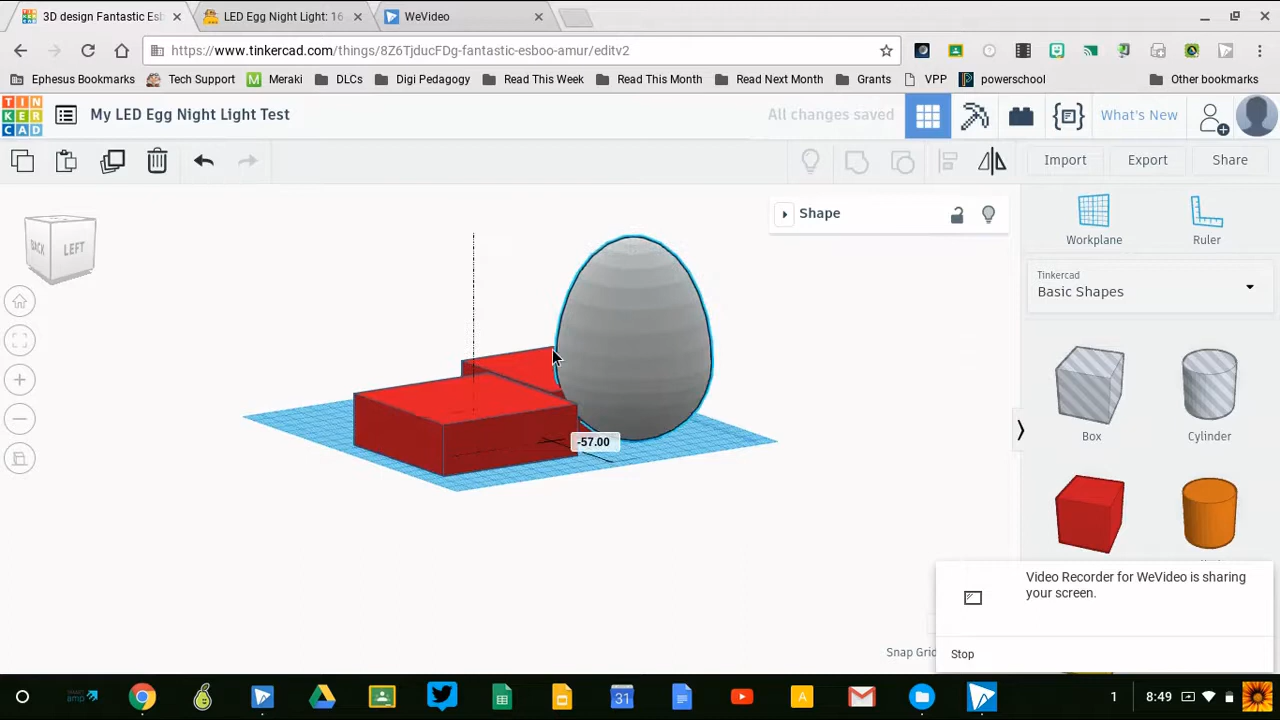 3D design Fantastic Esb
LED Egg Night Light: 16
WeVideo
https://www.tinkercad.com/things/8Z6TjducFDg-fantastic-esboo-amur/editv2
Ephesus Bookmarks
Tech Support
Meraki
DLCs
Digi Pedagogy
Read This Week
Read This Month
Read Next Month
Grants
VPP
powerschool
Other bookmarks
TIN
KER
CAD
My LED Egg Night Light Test
All changes saved
What's New
Import
Export
Share
BACK
LEFT
Shape
Workplane
Ruler
Tinkercad
Basic Shapes
Box
Cylinder
-57.00
Video Recorder for WeVideo is sharing
your screen.
Snap Grid
Stop
31
A
1
8:49